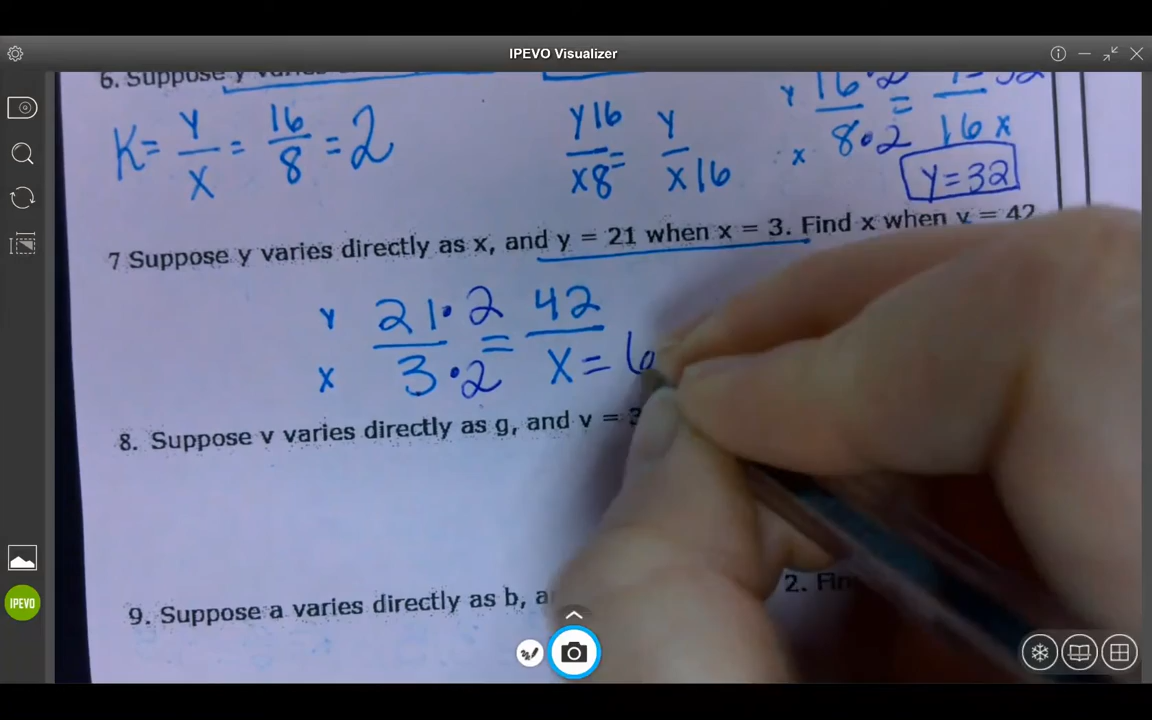 IPEVO Visualizer
6. Suppose y varies
K= Y/X = 16/8 =2
Y16/X8 = Y/X16
Y 16•2 / X 8•2 = 32 / 16 X
Y=32
7 Suppose y varies directly as x, and y = 21 when x = 3. Find x when y = 42
Y 21•2 = 42
X 3•2 X=6
8. Suppose v varies directly as g, and v =
9. Suppose a varies directly as b, a
2. Fin
IPEVO